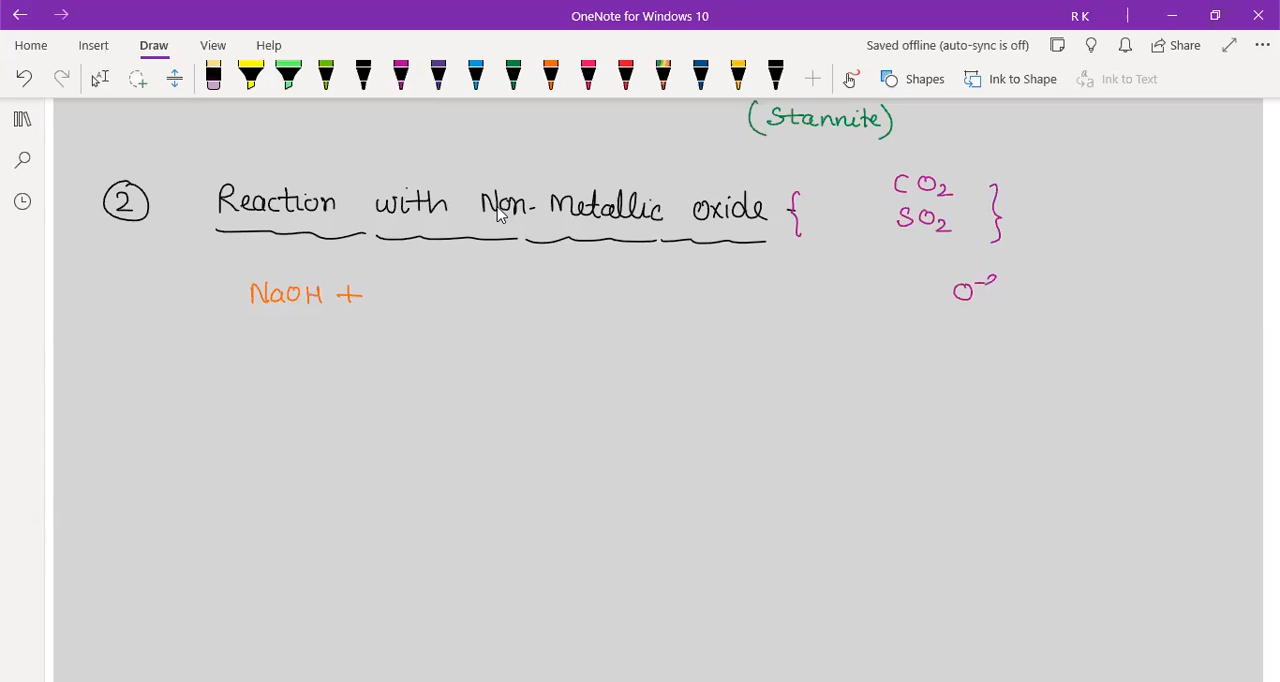 OneNote for Windows 10
R K
Home Insert Draw View Help
Saved offline (auto-sync is off) Share
Shapes Ink to Shape Ink to Text
(Stannite)
2 Reaction with Non-Metallic oxide { CO2
SO2 }
NaOH +
O-2